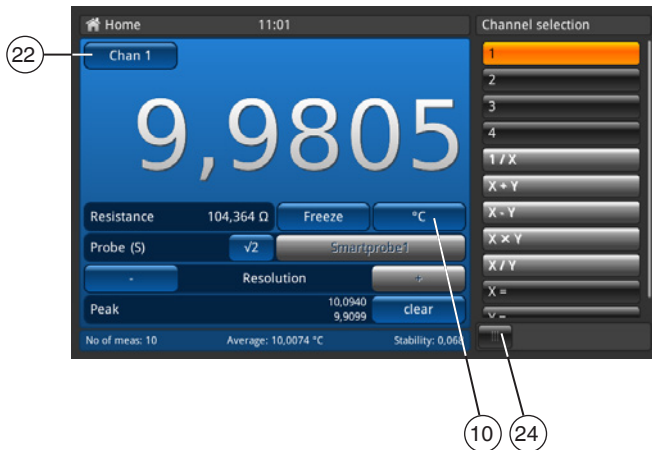 Home 11:01 Channel selection
22
Chan 1
1
2
3
4
9,9805
1 / X
X + Y
X - Y
X × Y
X / Y
X =
Y =
Resistance 104,364 Ω Freeze °C
Probe (S) √2 Smartprobe1
- Resolution +
Peak 10,0940 9,9099 clear
No of meas: 10 Average: 10,0074 °C Stability: 0,068
10 24